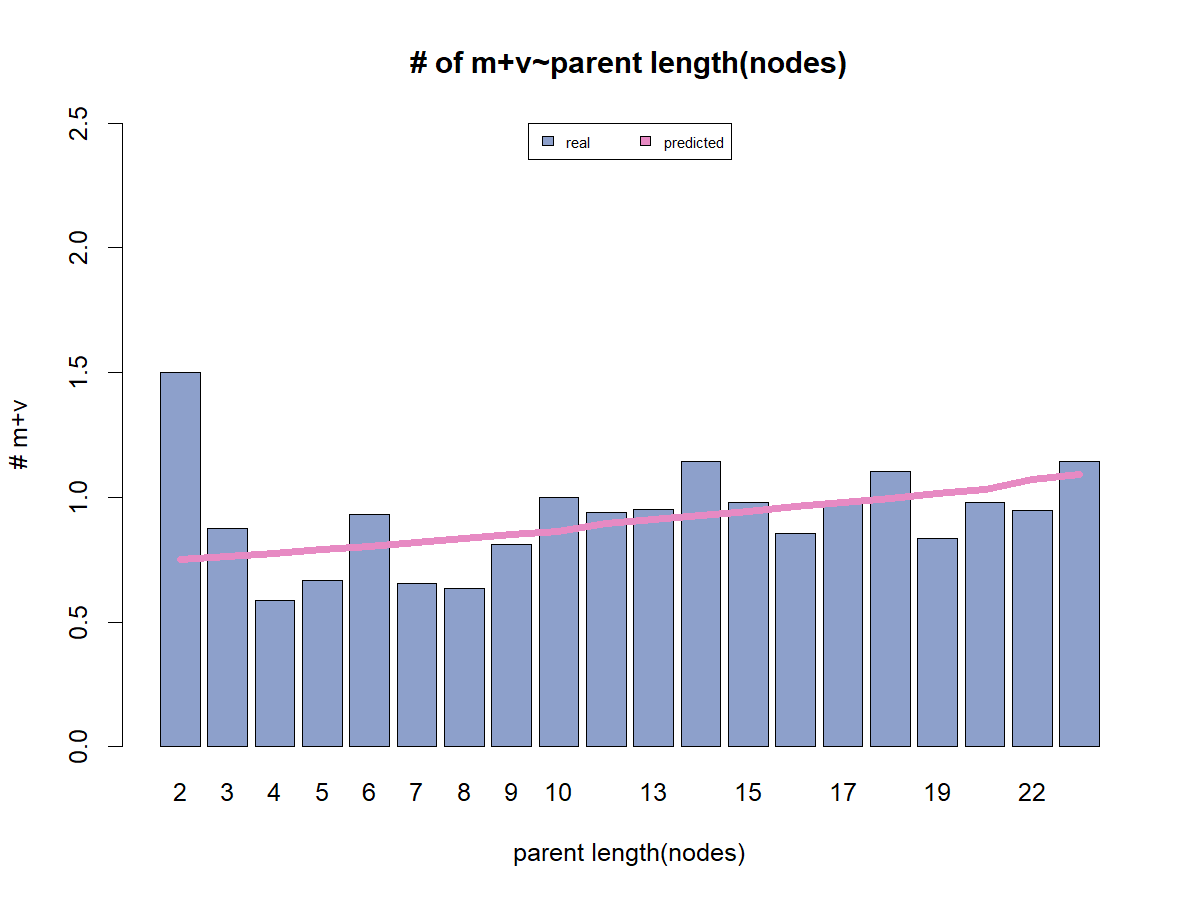 # of m+v~parent length(nodes)
real predicted
2.5
2.0
1.5
1.0
0.5
0.0
# m+v
2 3 4 5 6 7 8 9 10 13 15 17 19 22
parent length(nodes)